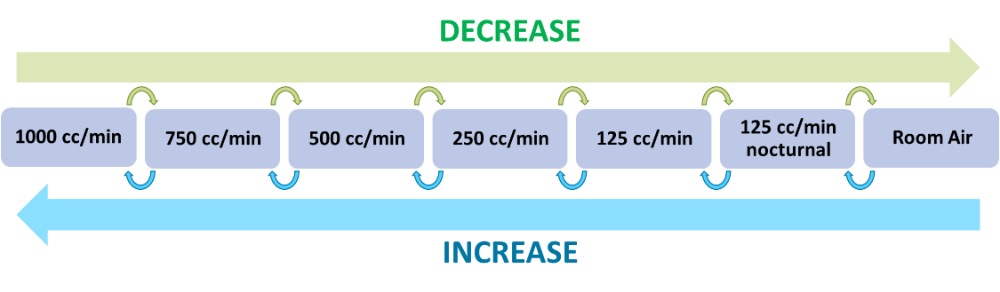 DECREASE
1000 cc/min
750 cc/min
500 cc/min
250 cc/min
125 cc/min
125 cc/min
nocturnal
Room Air
INCREASE